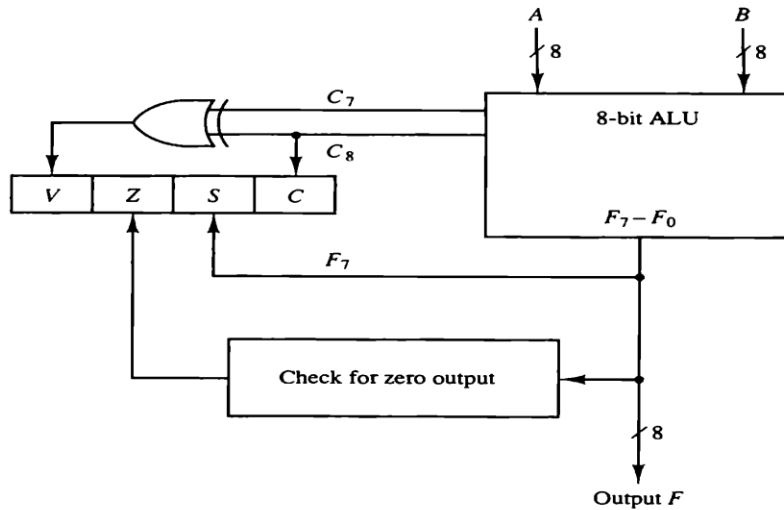 A
B
8
8
C7
8-bit ALU
C8
V Z S C
F7 – F0
F7
Check for zero output
8
Output F